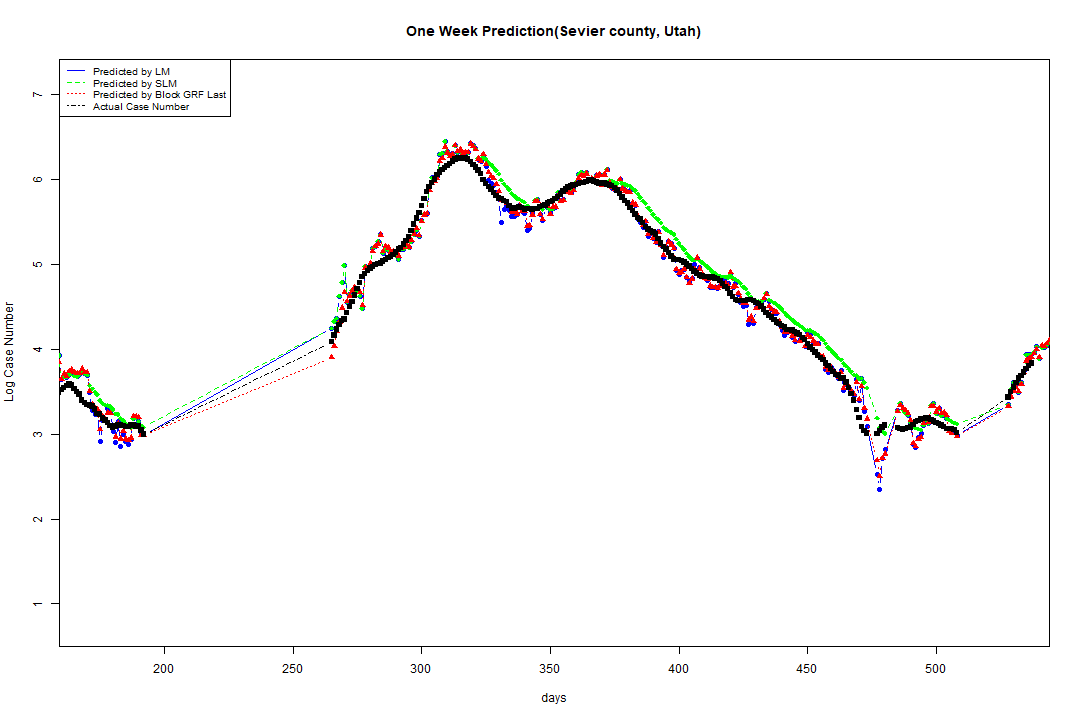 One Week Prediction(Sevier county, Utah)
Predicted by LM
Predicted by SLM
Predicted by Block GRF Last
Actual Case Number
7
6
5
4
3
2
1
Log Case Number
200 250 300 350 400 450 500
days